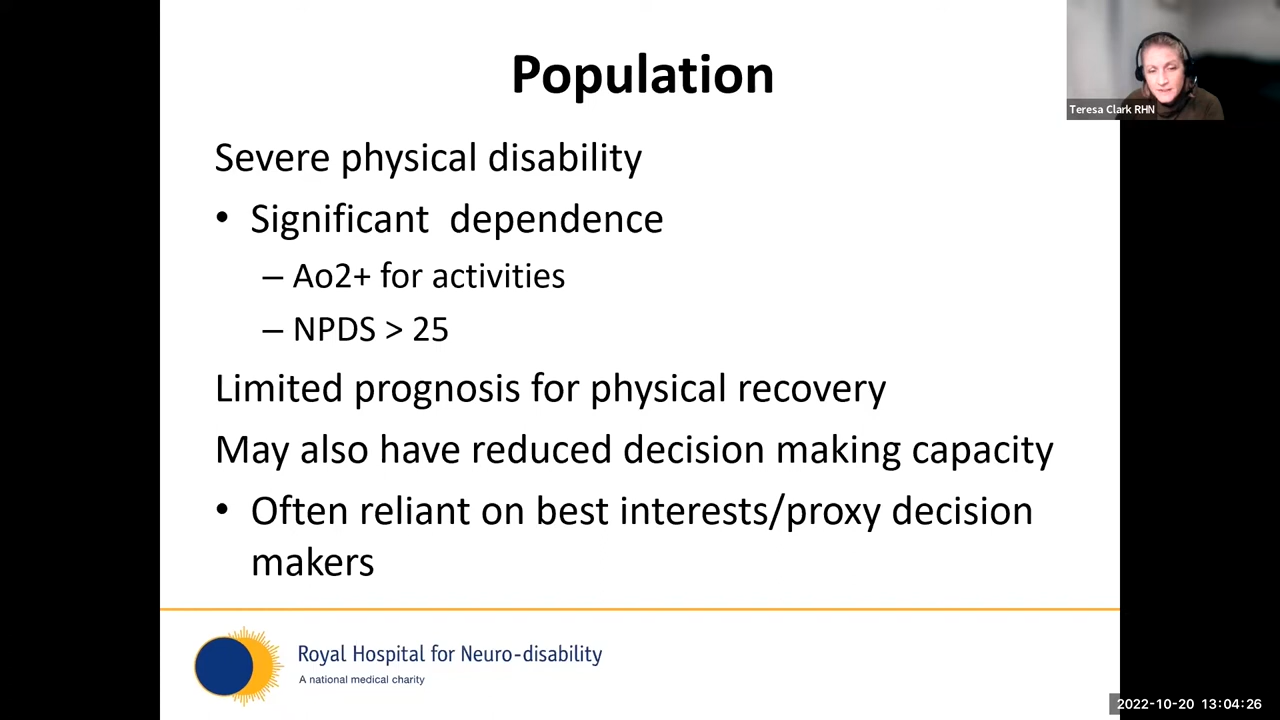 Population
Teresa Clark RHN
Severe physical disability
• Significant  dependence
– Ao2+ for activities
– NPDS > 25
Limited prognosis for physical recovery
May also have reduced decision making capacity
• Often reliant on best interests/proxy decision
makers
Royal Hospital for Neuro-disability
A national medical charity
2022-10-20 13:04:26